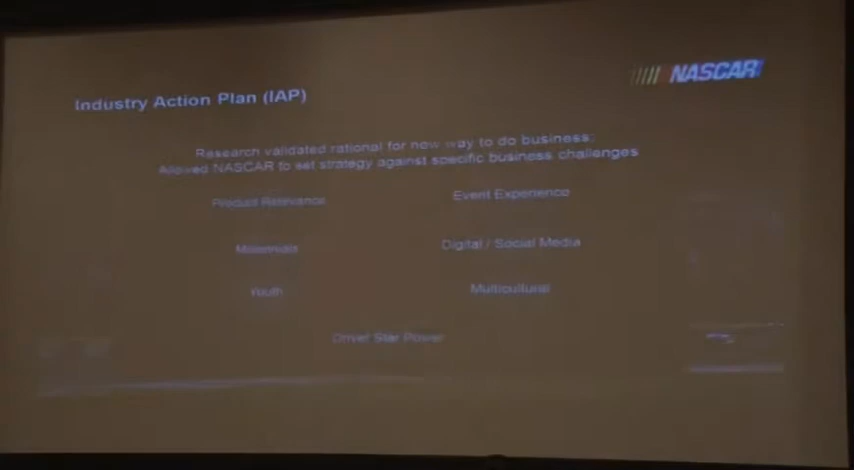 NASCAR
Industry Action Plan (IAP)
Research validated rational for new way to do business:
Allowed NASCAR to set strategy against specific business challenges
Product Relevance
Event Experience
Millennials
Digital / Social Media
Youth
Multicultural
Driver Star Power